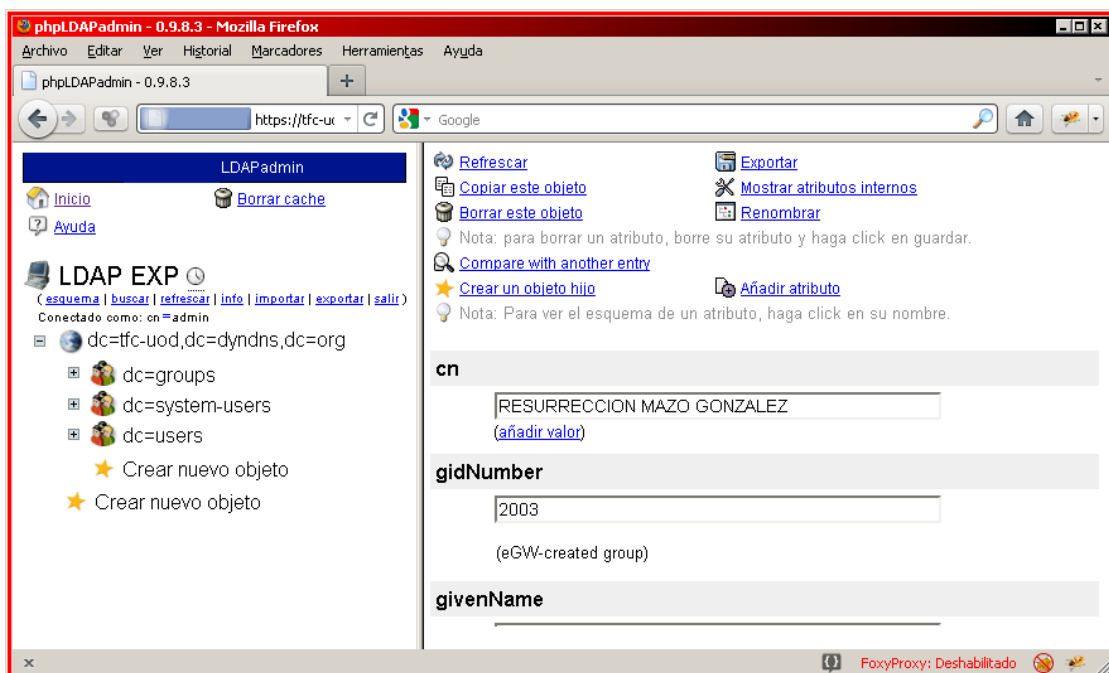 phpLDAPadmin - 0.9.8.3 - Mozilla Firefox
Archivo Editar Ver Historial Marcadores Herramientas Ayuda
phpLDAPadmin - 0.9.8.3
https://tfc-uo
Google
LDAPadmin
Inicio
Borrar cache
Ayuda
LDAP EXP
( esquema | buscar | refrescar | info | importar | exportar | salir )
Conectado como: cn=admin
dc=tfc-uod,dc=dyndns,dc=org
dc=groups
dc=system-users
dc=users
Crear nuevo objeto
Crear nuevo objeto
Refrescar
Exportar
Copiar este objeto
Mostrar atributos internos
Borrar este objeto
Renombrar
Nota: para borrar un atributo, borre su atributo y haga click en guardar.
Compare with another entry
Crear un objeto hijo
Añadir atributo
Nota: Para ver el esquema de un atributo, haga click en su nombre.
cn
RESURRECCION MAZO GONZALEZ
(añadir valor)
gidNumber
2003
(eGW-created group)
givenName
FoxyProxy: Deshabilitado